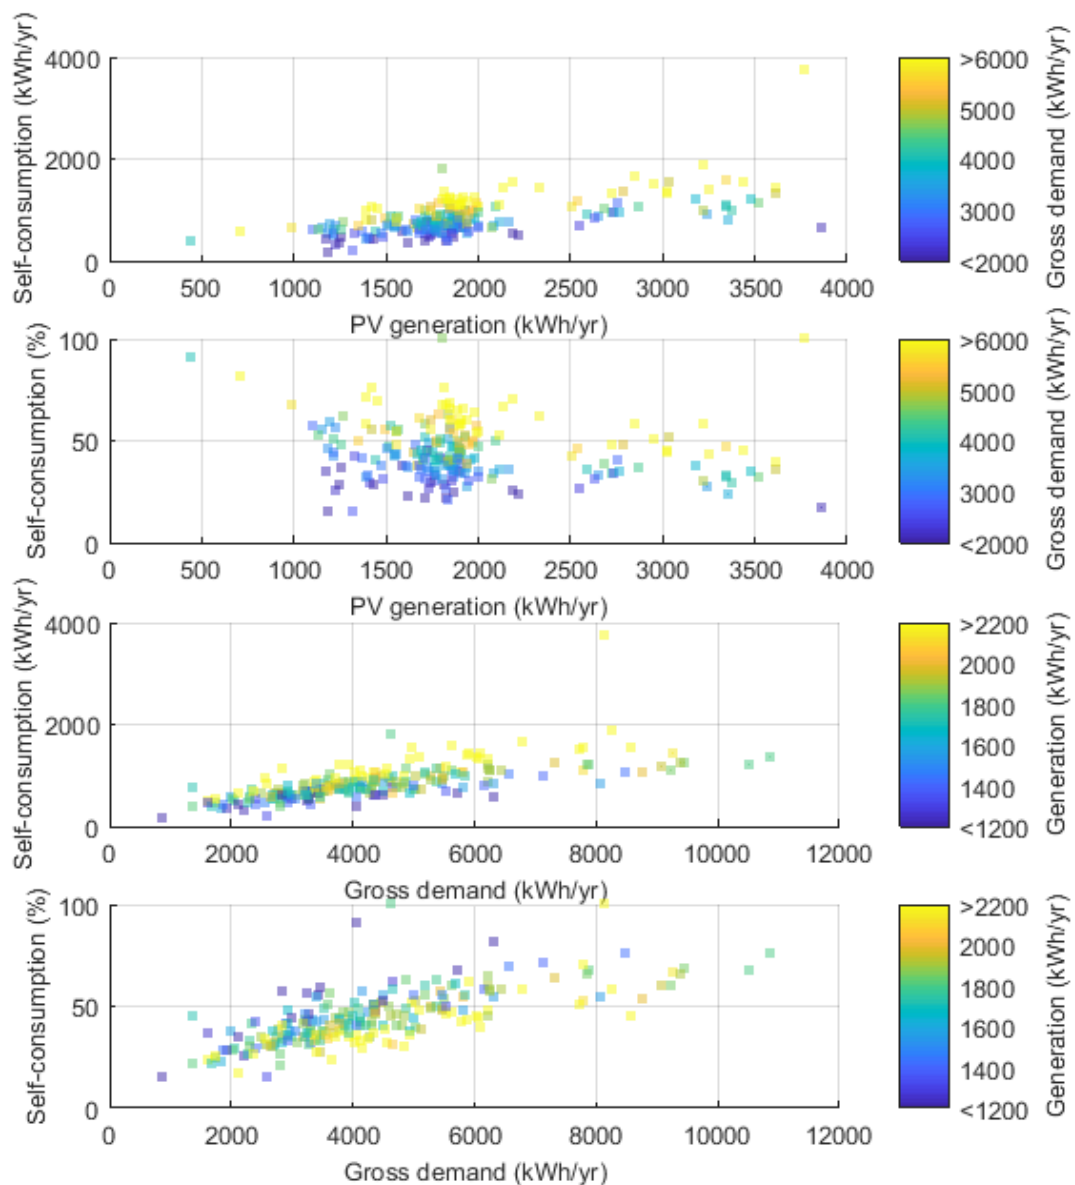 Self-consumption (kWh/yr)
4000
2000
0
0 500 1000 1500 2000 2500 3000 3500 4000
PV generation (kWh/yr)
>6000
5000
4000
3000
<2000
Gross demand (kWh/yr)
Self-consumption (%)
100
50
0
0 500 1000 1500 2000 2500 3000 3500 4000
PV generation (kWh/yr)
>6000
5000
4000
3000
<2000
Gross demand (kWh/yr)
Self-consumption (kWh/yr)
4000
2000
0
0 2000 4000 6000 8000 10000 12000
Gross demand (kWh/yr)
>2200
2000
1800
1600
1400
<1200
Generation (kWh/yr)
Self-consumption (%)
100
50
0
0 2000 4000 6000 8000 10000 12000
Gross demand (kWh/yr)
>2200
2000
1800
1600
1400
<1200
Generation (kWh/yr)